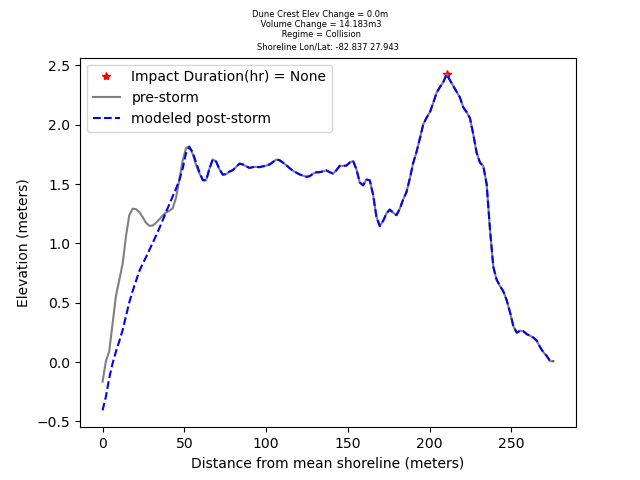 Dune Crest Elev Change = 0.0m
Volume Change = 14.183m3
Regime = Collision
Shoreline Lon/Lat: -82.837 27.943
Impact Duration(hr) = None
pre-storm
modeled post-storm
2.5
2.0
1.5
1.0
0.5
0.0
−0.5
Elevation (meters)
0 50 100 150 200 250
Distance from mean shoreline (meters)